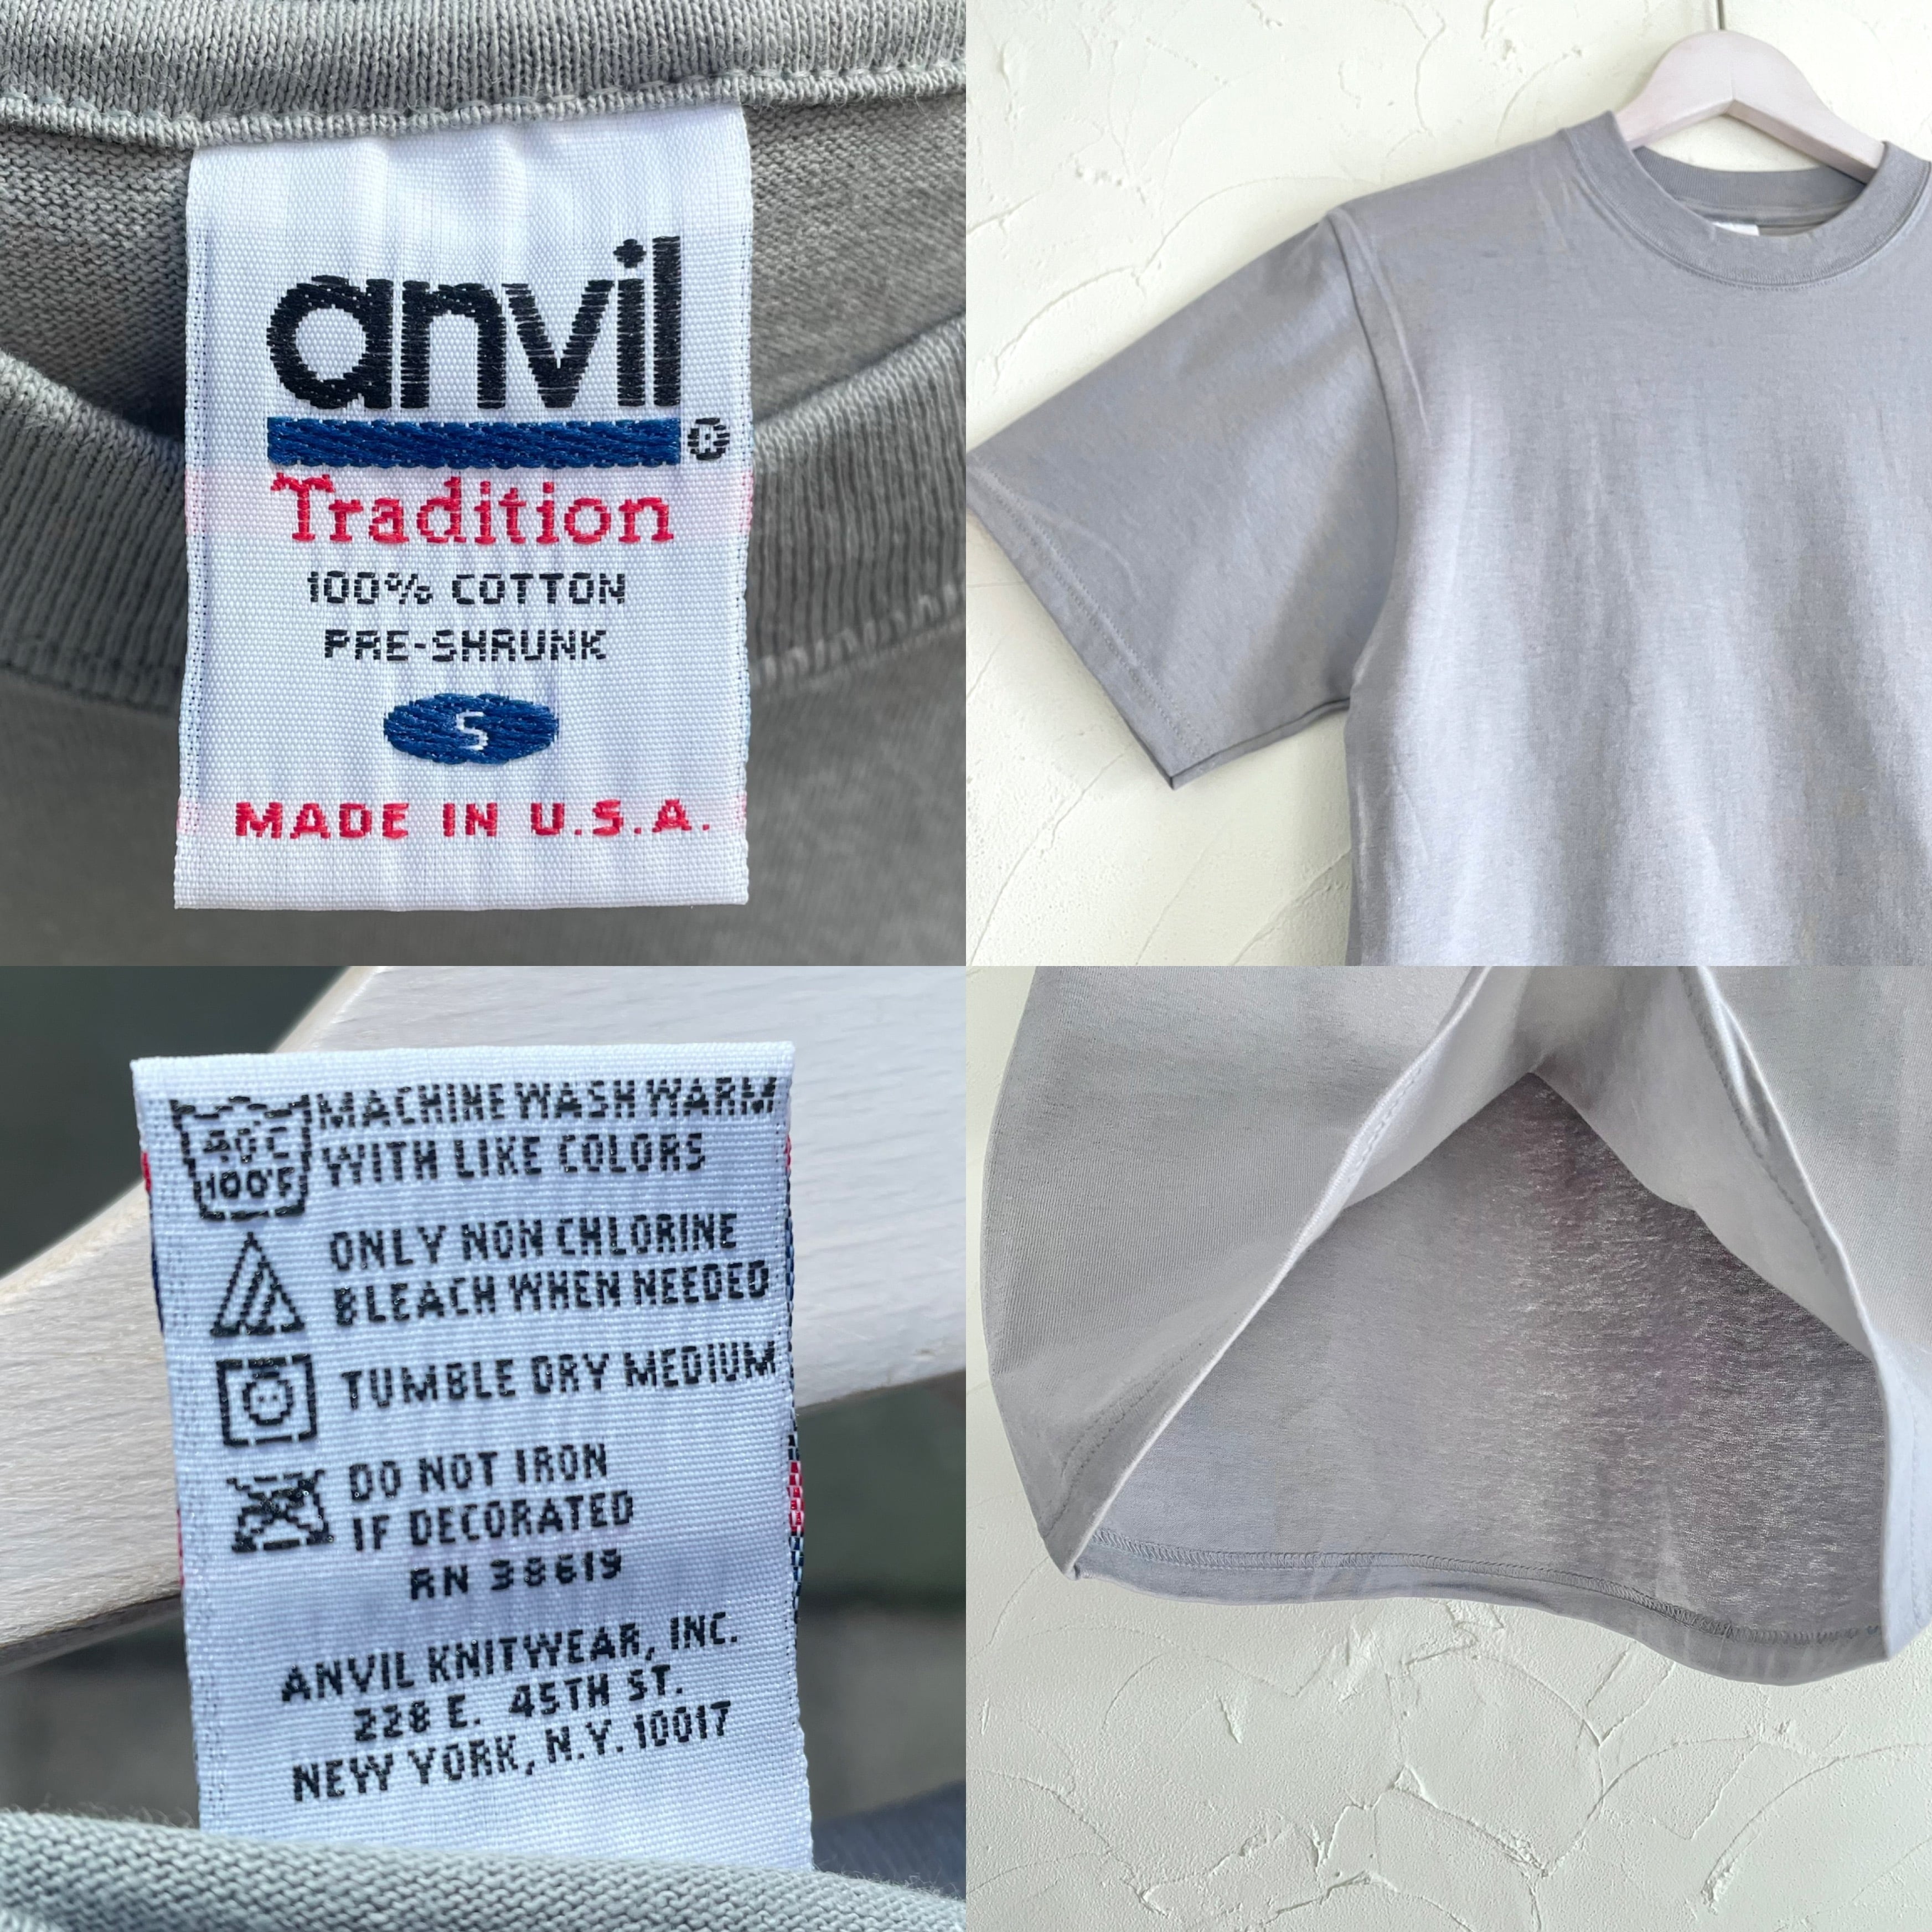 anvil
®
Tradition
100% COTTON
PRE-SHRUNK
S
MADE IN U.S.A.
40°C
100°F
MACHINE WASH WARM
WITH LIKE COLORS
ONLY NON CHLORINE
BLEACH WHEN NEEDED
TUMBLE DRY MEDIUM
DO NOT IRON
IF DECORATED
RN 38619
ANVIL KNITWEAR, INC.
228 E. 45TH ST.
NEW YORK, N.Y. 10017